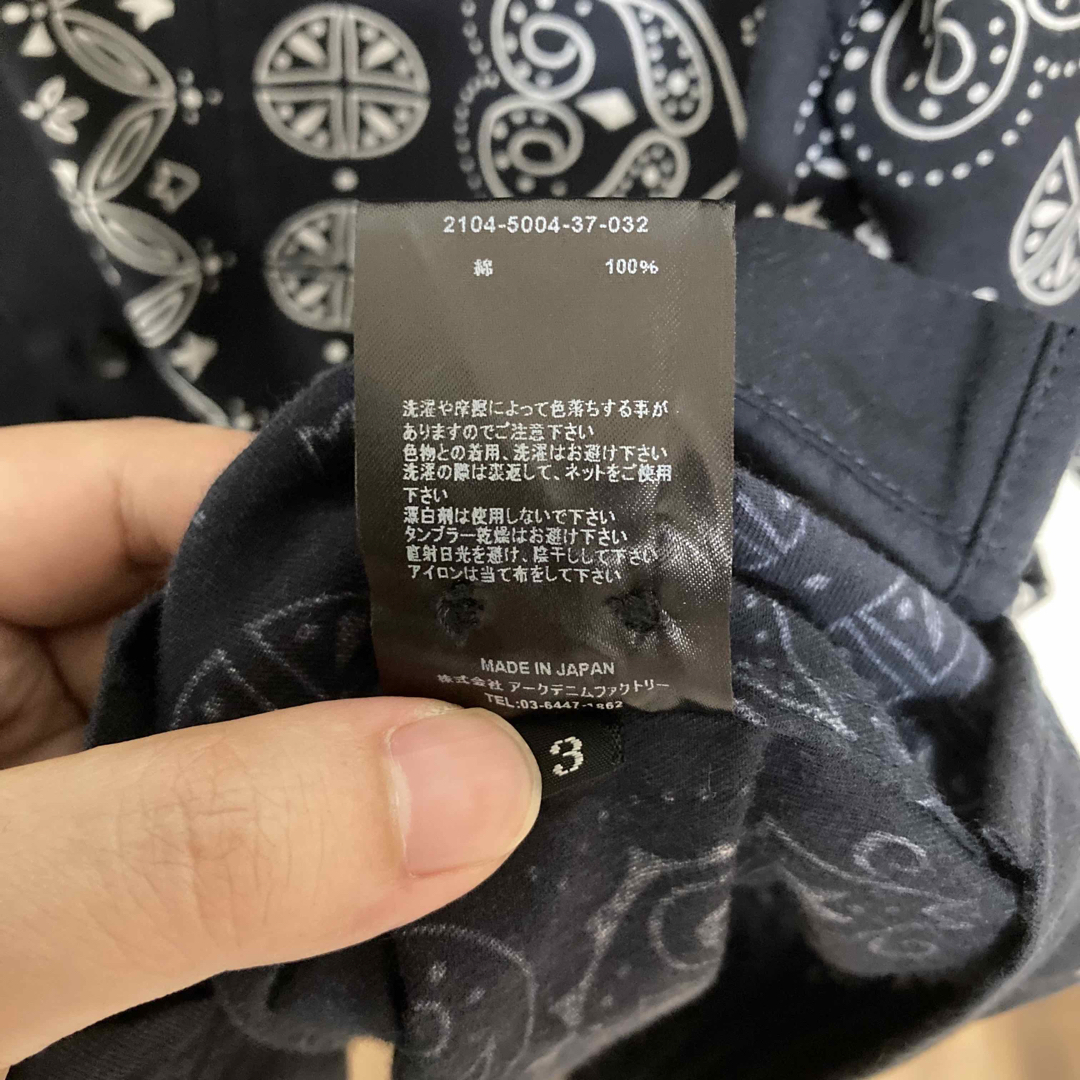 2104-5004-37-032
綿 100%
洗濯や摩擦によって色落ちする事が
ありますのでご注意下さい
色物との着用、洗濯はお避け下さい
洗濯の際は裏返して、ネットをご使用
下さい
漂白剤は使用しないで下さい
タンブラー乾燥はお避け下さい
直射日光を避け、陰干しして下さい
アイロンは当て布をして下さい
MADE IN JAPAN
株式会社 アークデニムファクトリー
TEL:03-6447-1862
3